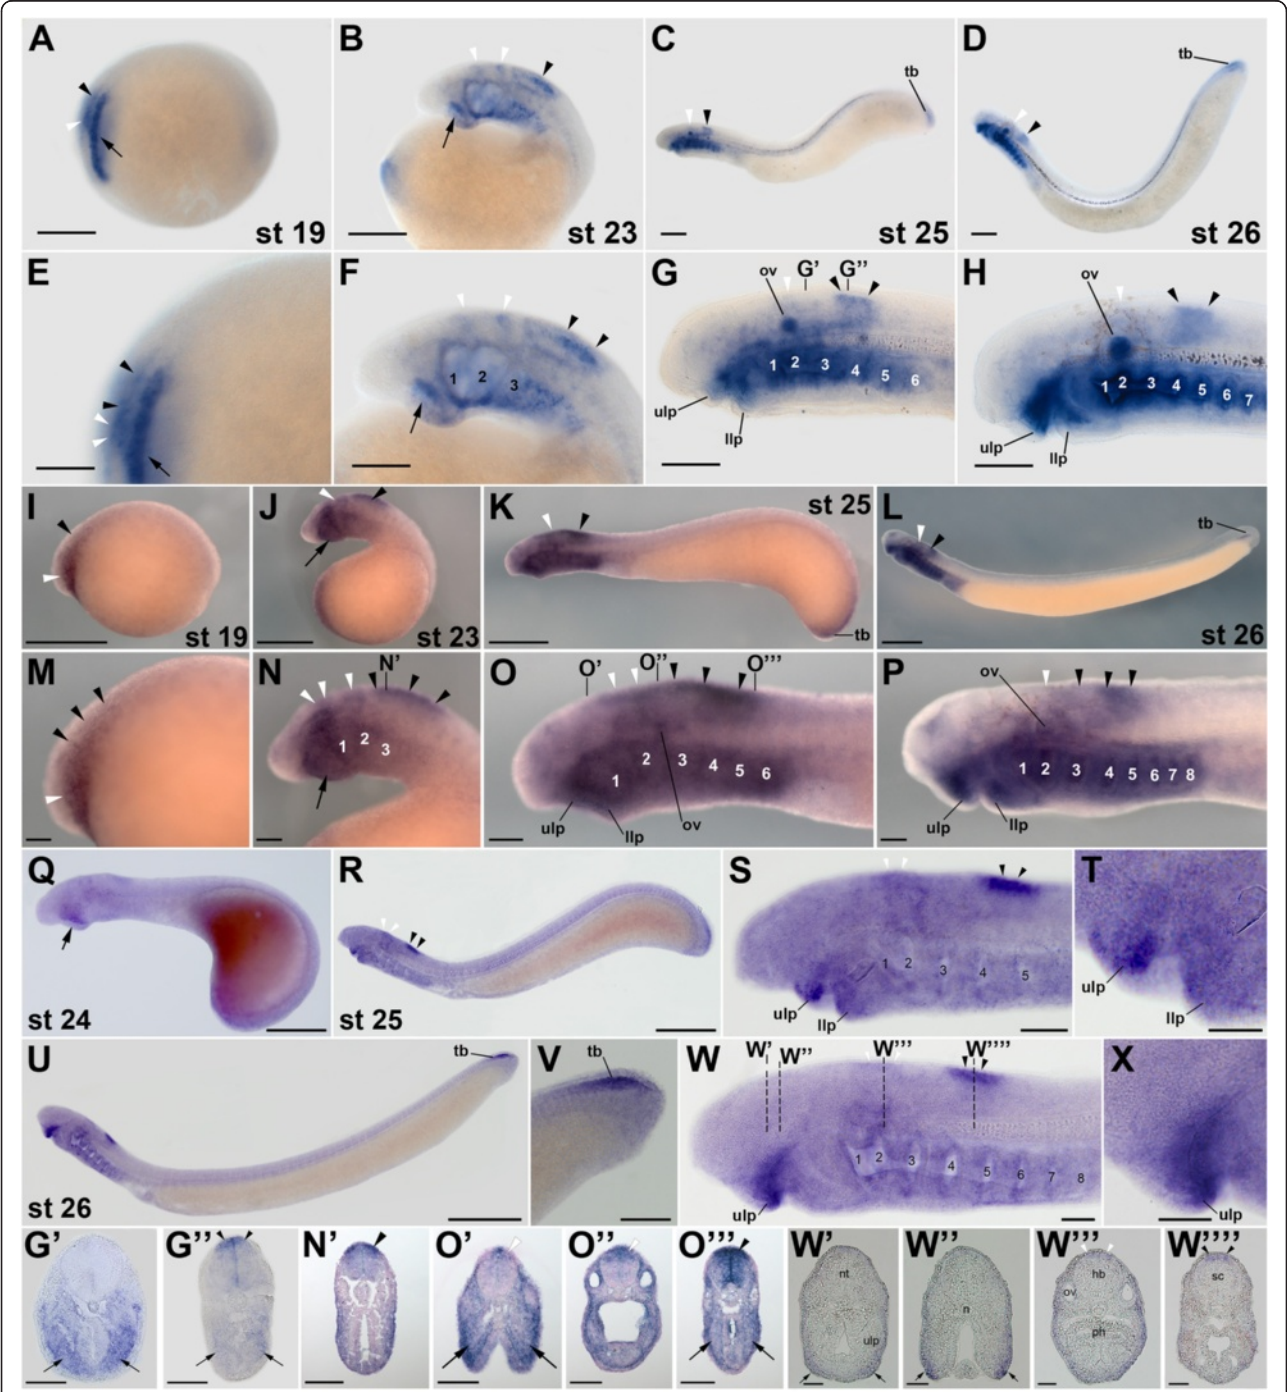 A B C D
tb tb
st 19 st 23 st 25 st 26
E F G H
ov G’ G’’ ov
1 2 3 1 2 3 4 5 6 1 2 3 4 5 6 7
ulp llp ulp llp
I J K st 25 L
tb
st 19 st 23 tb st 26
M N N’ O O’ O’’ O’’’ P
ov
1 2 3 1 2 3 4 5 6 1 2 3 4 5 6 7 8
ulp llp ov ulp llp
Q R S T
1 2 3 4 5
ulp llp ulp llp
st 24 st 25
U tb V tb W W’ W’’ W’’’ W’’’’ X
1 2 3 4 5 6 7 8
st 26 ulp ulp
G’ G’’ N’ O’ O’’ O’’’ W’ W’’ W’’’ W’’’’
nt hb sc
ov
ulp n ph